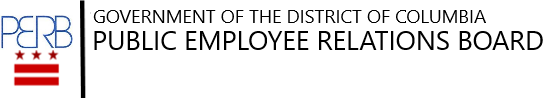 PERB
GOVERNMENT OF THE DISTRICT OF COLUMBIA
PUBLIC EMPLOYEE RELATIONS BOARD